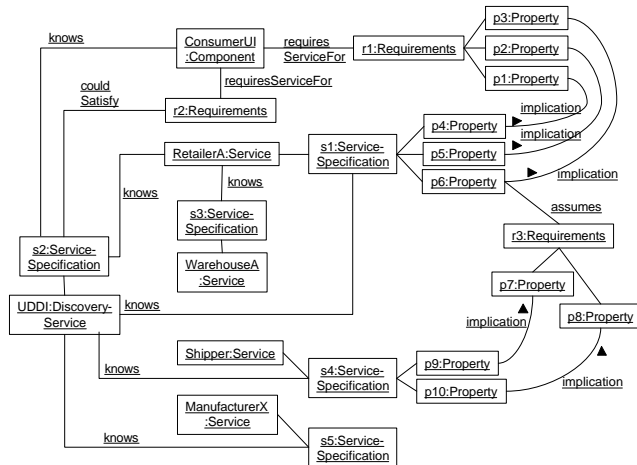 p3:Property
knows
ConsumerUI
:Component
requires
ServiceFor
r1:Requirements
p2:Property
p1:Property
requiresServiceFor
could
Satisfy
r2:Requirements
implication
p4:Property
implication
RetailerA:Service
s1:Service-
Specification
p5:Property
p6:Property
implication
knows
knows
assumes
s3:Service-
Specification
r3:Requirements
s2:Service-
Specification
WarehouseA
:Service
p7:Property
UDDI:Discovery-
Service
knows
p8:Property
implication
Shipper:Service
p9:Property
knows
s4:Service-
Specification
implication
p10:Property
ManufacturerX
:Service
knows
s5:Service-
Specification